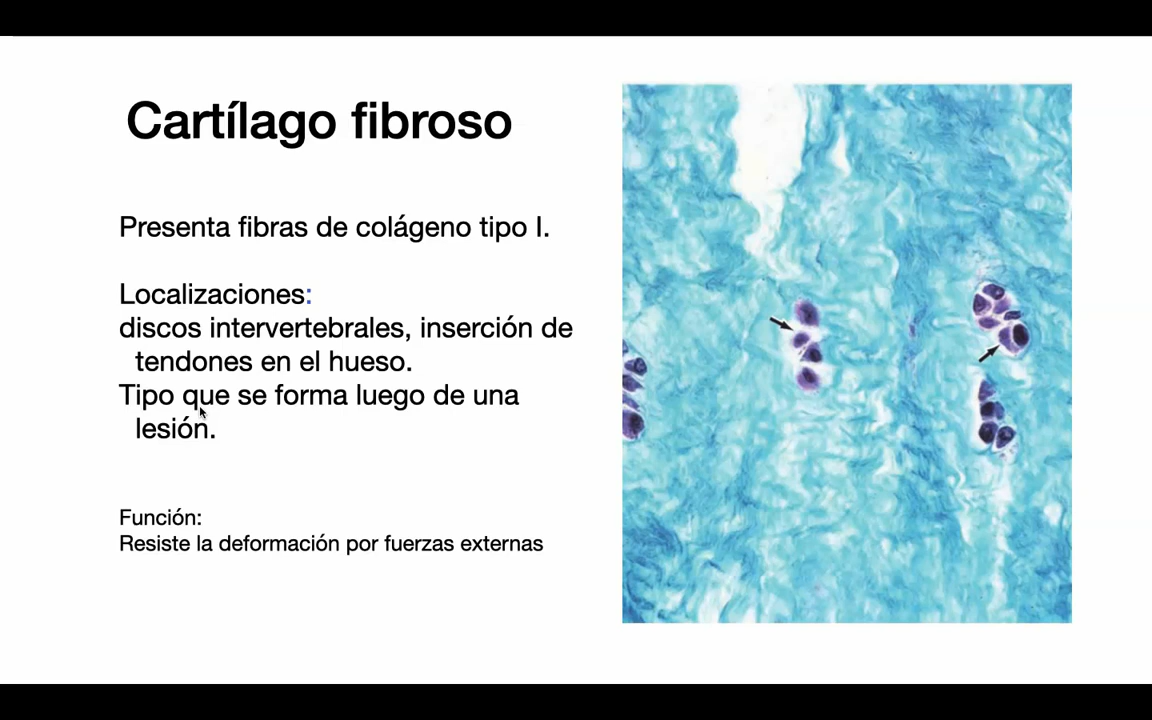 Cartílago fibroso
Presenta fibras de colágeno tipo I.
Localizaciones:
discos intervertebrales, inserción de
tendones en el hueso.
Tipo que se forma luego de una
lesión.
Función:
Resiste la deformación por fuerzas externas